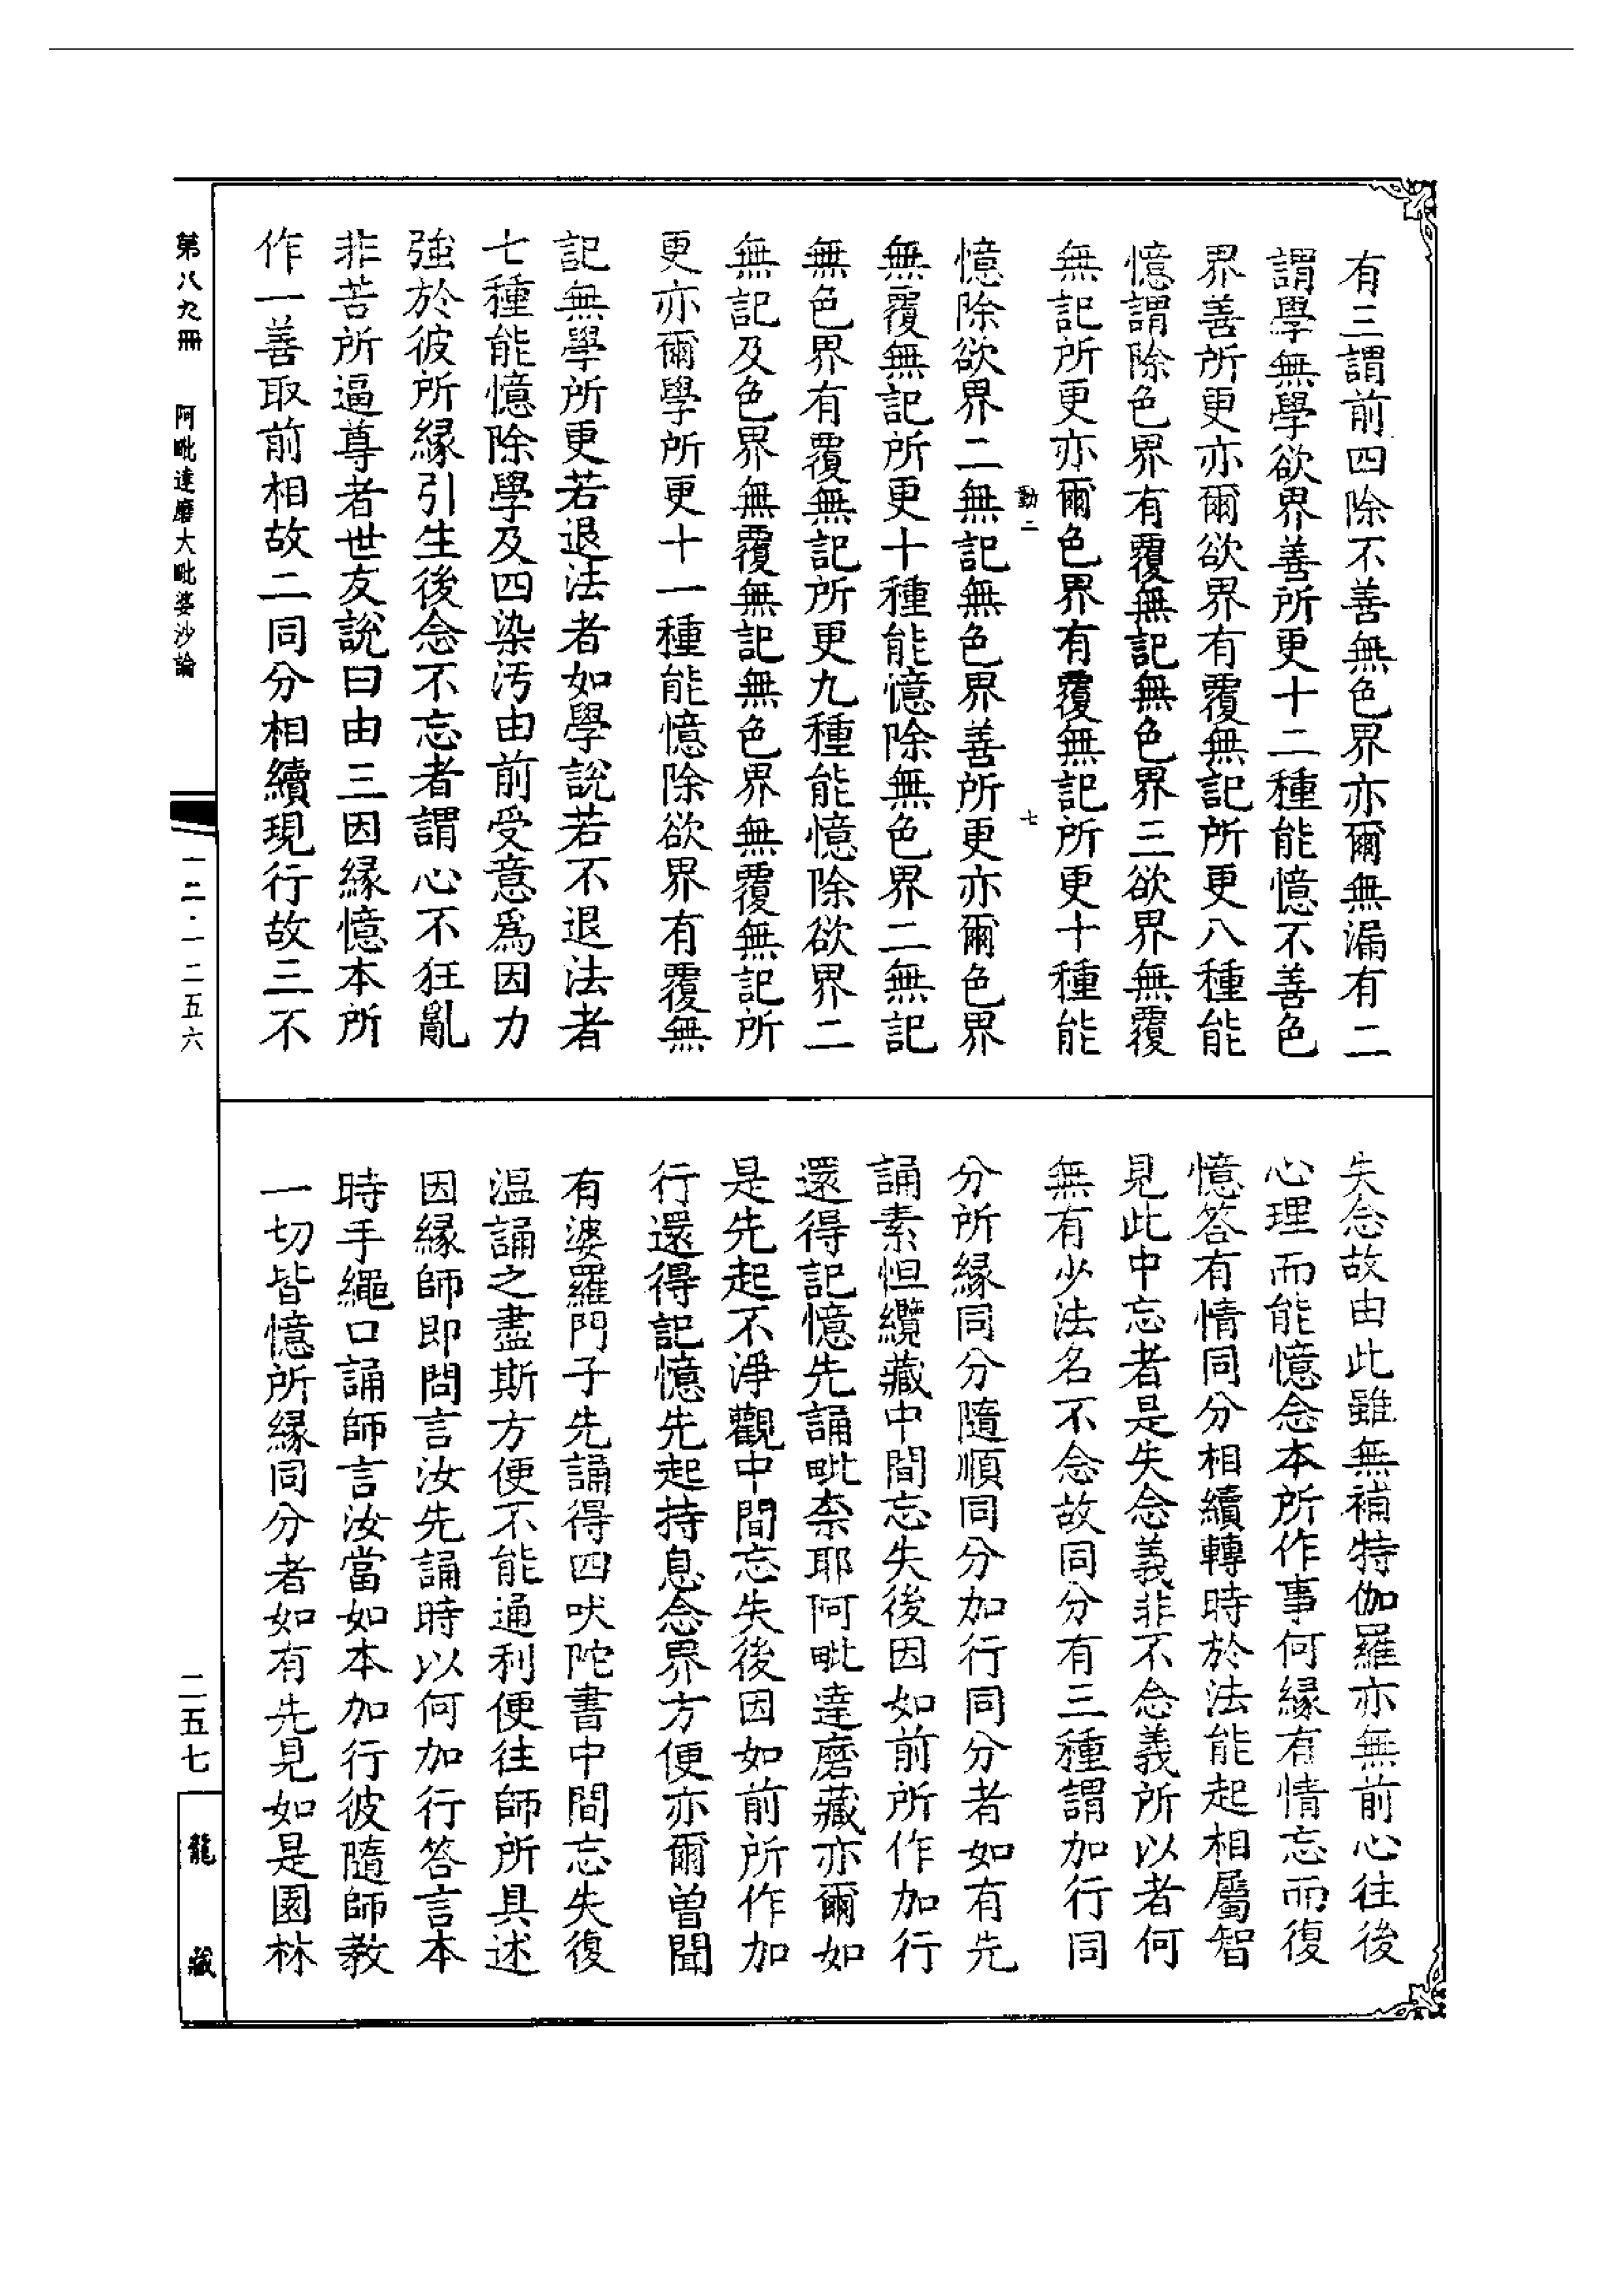 有三謂前四除不善無色界亦爾無漏有二
謂學無學欲界善所更十二種能憶不善色
界善所更亦爾欲界有覆無記所更八種能
憶謂除色界有覆無記無色界三欲界無覆
無記所更亦爾色界有覆無記所更十種能
勤二 七
憶除欲界二無記無色界善所更亦爾色界
無覆無記所更十種能憶除無色界二無記
無色界有覆無記所更九種能憶除欲界二
無記及色界無覆無記無色界無覆無記所
更亦爾學所更十一種能憶除欲界有覆無
記無學所更若退法者如學說若不退法者
七種能憶除學及四染汚由前受意為因力
強於彼所緣引生後念不忘者謂心不狂亂
非苦所逼尊者世友說曰由三因緣憶本所
作一善取前相故二同分相續現行故三不
失念故由此雖無補特伽羅亦無前心往後
心理而能憶念本所作事何緣有情忘而復
憶答有情同分相續轉時於法能起相屬智
見此中忘者是失念義非不念義所以者何
無有少法名不念故同分有三種謂加行同
分所緣同分隨順同分加行同分者如有先
誦素怛纜藏中間忘失後因如前所作加行
還得記憶先誦毗柰耶阿毗達磨藏亦爾如
是先起不淨觀中間忘失後因如前所作加
行還得記憶先起持息念界方便亦爾曾聞
有婆羅門子先誦得四吠陀書中間忘失復
溫誦之盡斯方便不能通利便往師所具述
因緣師即問言汝先誦時以何加行答言本
時手繩口誦師言汝當如本加行彼隨師教
一切皆憶所緣同分者如有先見如是園林
第八九冊 阿毗達磨大毗婆沙論
一二·一二五六
二五七
龍藏